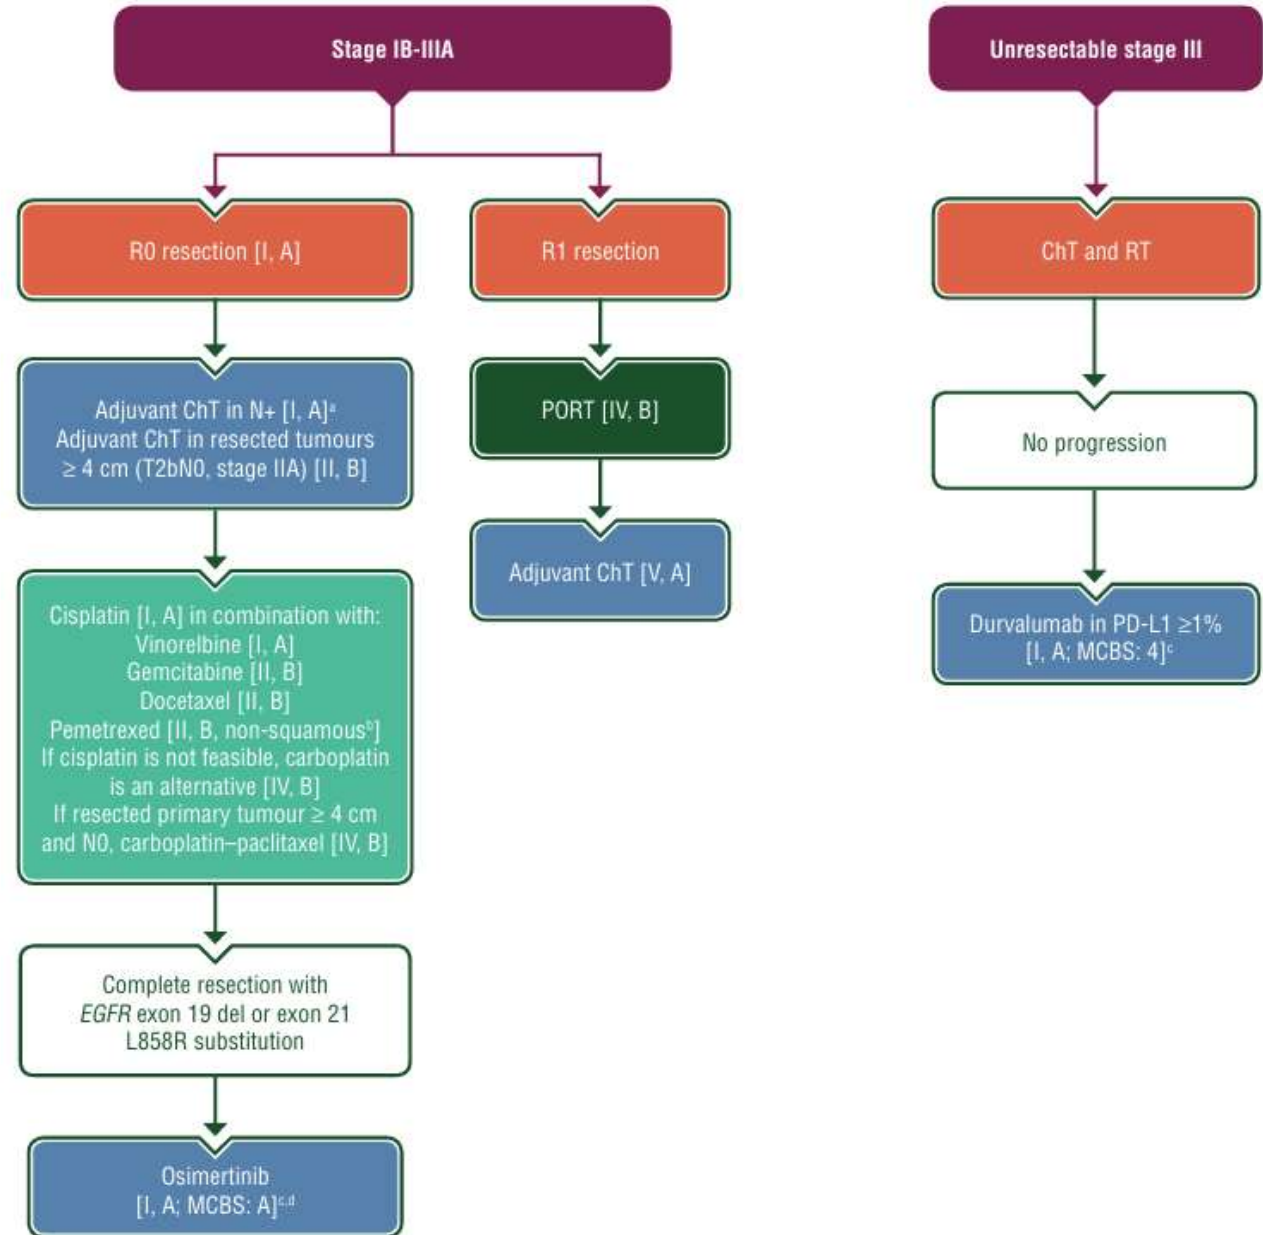 Stage IB-IIIA
R0 resection [I, A]
Adjuvant ChT in N+ [I, A]ᵃ
Adjuvant ChT in resected tumours
≥ 4 cm (T2bN0, stage IIA) [II, B]
Cisplatin [I, A] in combination with:
Vinorelbine [I, A]
Gemcitabine [II, B]
Docetaxel [II, B]
Pemetrexed [II, B, non-squamousᵇ]
If cisplatin is not feasible, carboplatin
is an alternative [IV, B]
If resected primary tumour ≥ 4 cm
and N0, carboplatin–paclitaxel [IV, B]
Complete resection with
EGFR exon 19 del or exon 21
L858R substitution
Osimertinib
[I, A; MCBS: A]ᶜ,ᵈ
R1 resection
PORT [IV, B]
Adjuvant ChT [V, A]
Unresectable stage III
ChT and RT
No progression
Durvalumab in PD-L1 ≥1%
[I, A; MCBS: 4]ᶜ